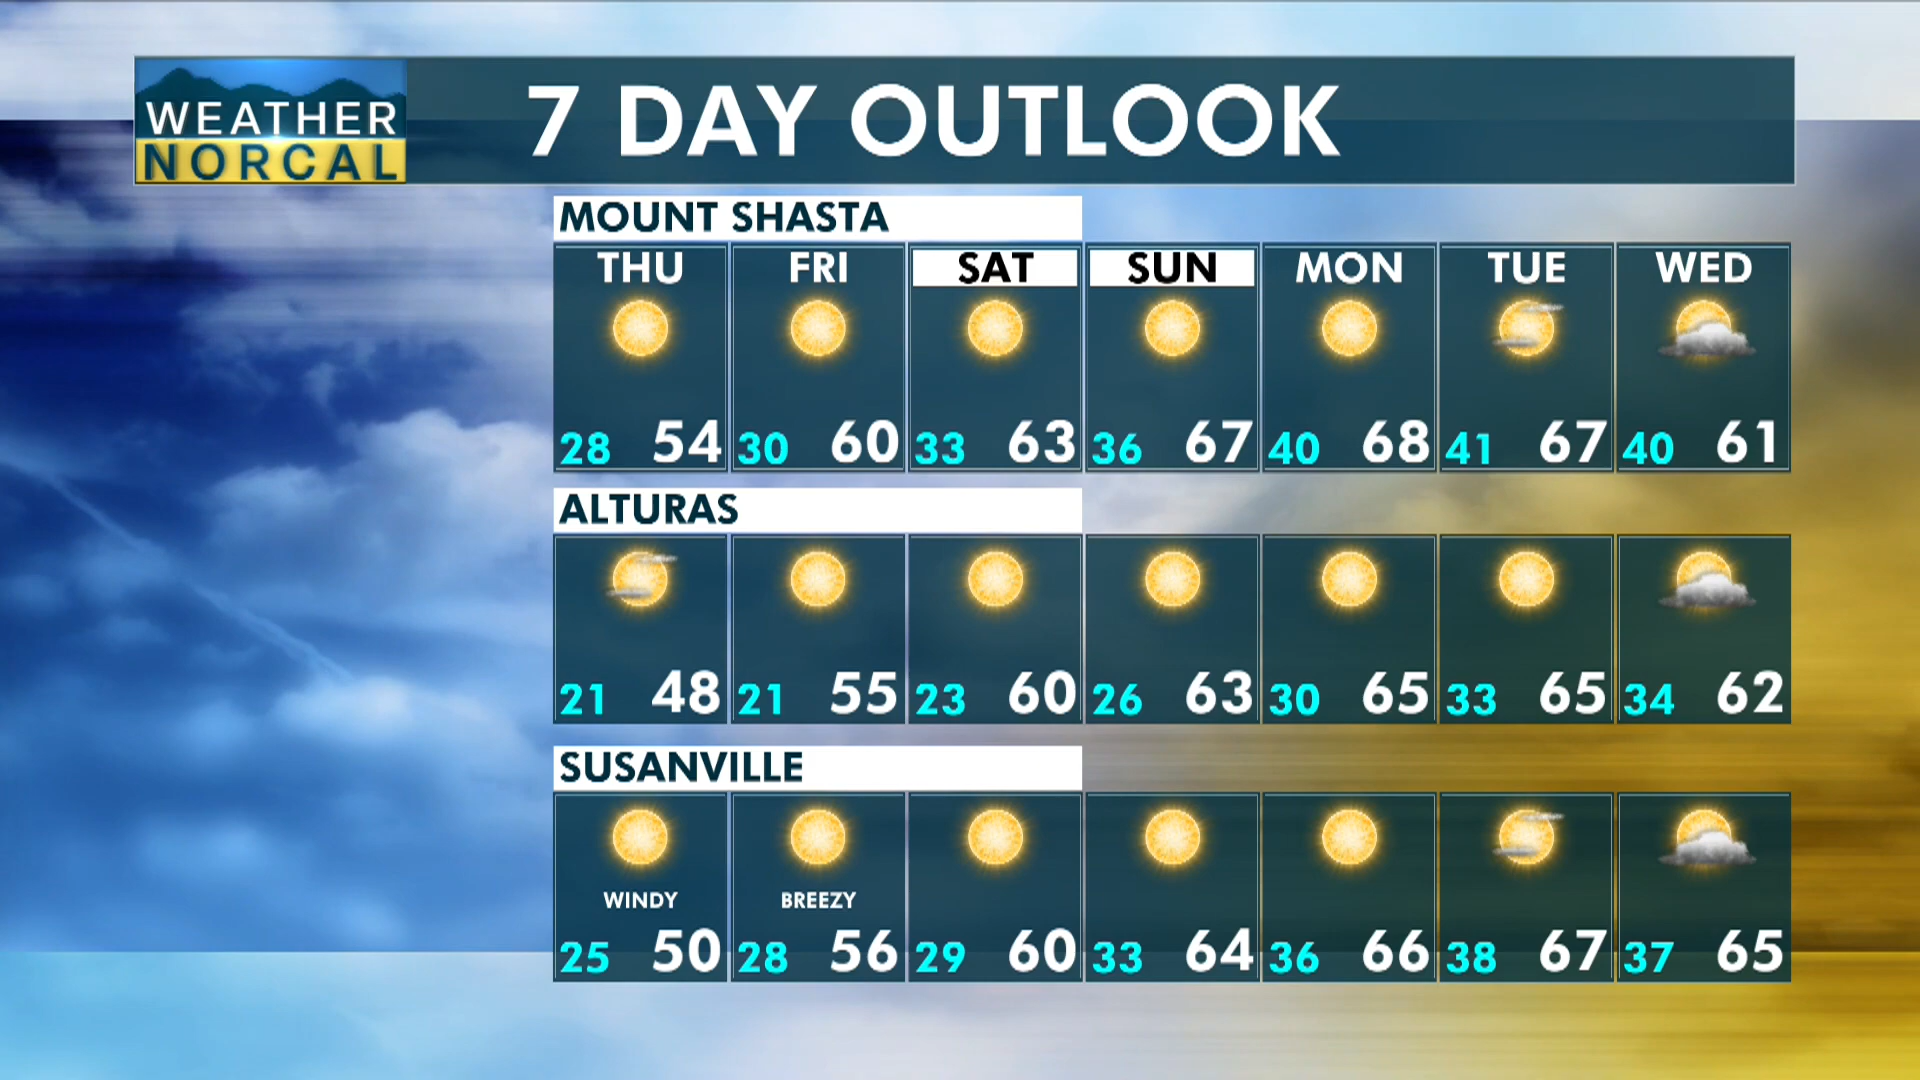 WEATHER
NORCAL
7 DAY OUTLOOK
MOUNT SHASTA
THU FRI SAT SUN MON TUE WED
28 54 30 60 33 63 36 67 40 68 41 67 40 61
ALTURAS
21 48 21 55 23 60 26 63 30 65 33 65 34 62
SUSANVILLE
WINDY BREEZY
25 50 28 56 29 60 33 64 36 66 38 67 37 65